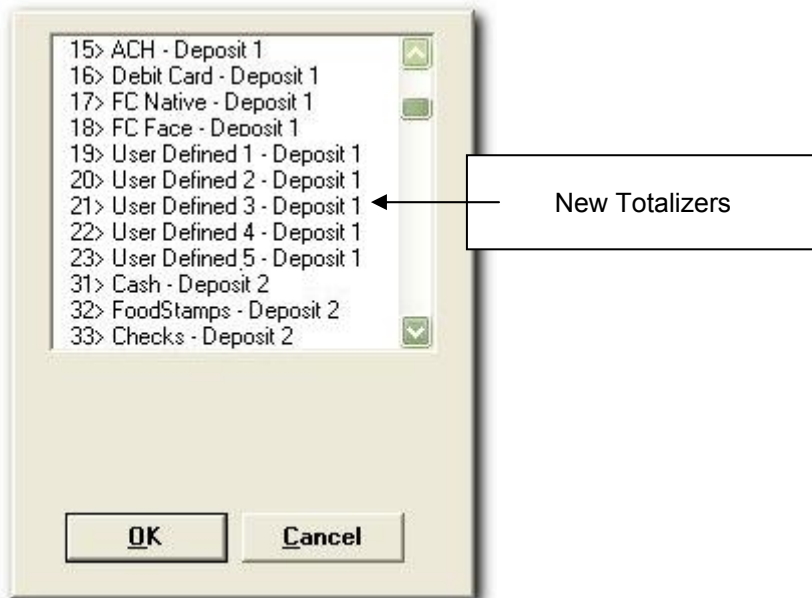 15> ACH - Deposit 1
16> Debit Card - Deposit 1
17> FC Native - Deposit 1
18> FC Face - Deposit 1
19> User Defined 1 - Deposit 1
20> User Defined 2 - Deposit 1
21> User Defined 3 - Deposit 1
22> User Defined 4 - Deposit 1
23> User Defined 5 - Deposit 1
31> Cash - Deposit 2
32> FoodStamps - Deposit 2
33> Checks - Deposit 2
New Totalizers
OK
Cancel